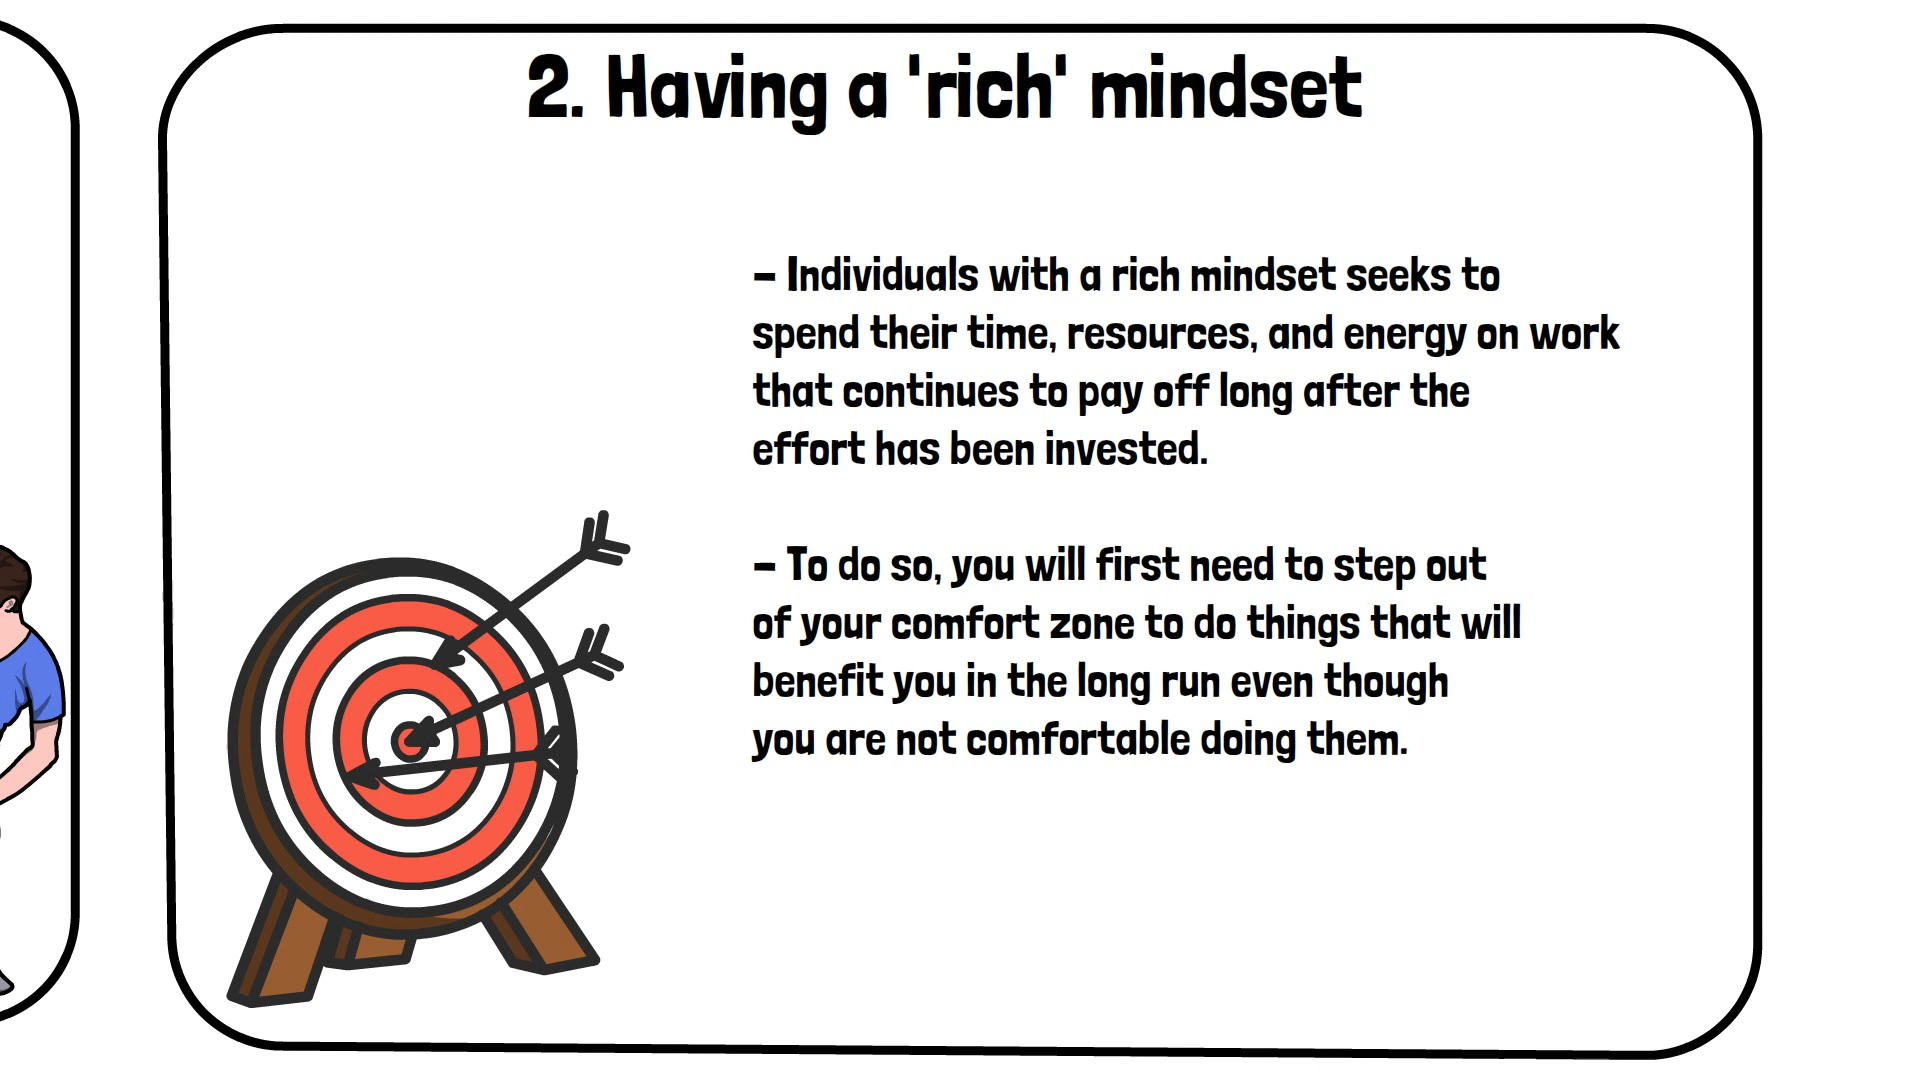 2. Having a 'rich' mindset
– Individuals with a rich mindset seeks to
spend their time, resources, and energy on work
that continues to pay off long after the
effort has been invested.
– To do so, you will first need to step out
of your comfort zone to do things that will
benefit you in the long run even though
you are not comfortable doing them.